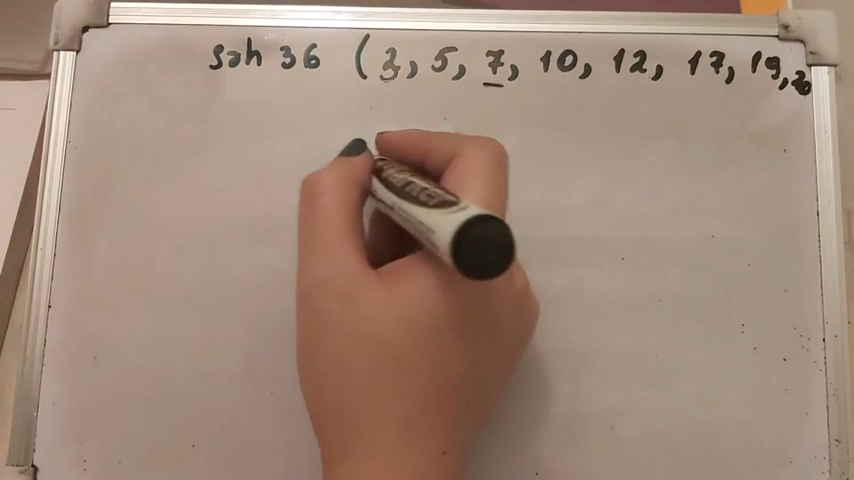 səh 36 (3, 5, 7, 10, 12, 17, 19, 20